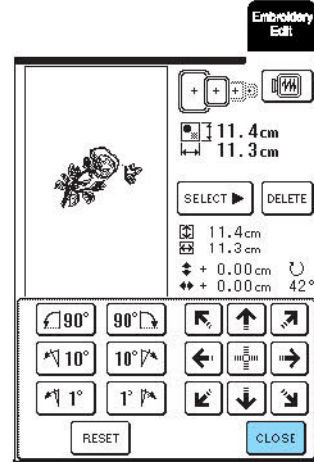 Embroidery
Edit
11.4cm
11.3cm
SELECT ▶ DELETE
11.4cm
11.3cm
+ 0.00cm
+ 0.00cm 42°
90° 90°
10° 10°
1° 1°
RESET CLOSE